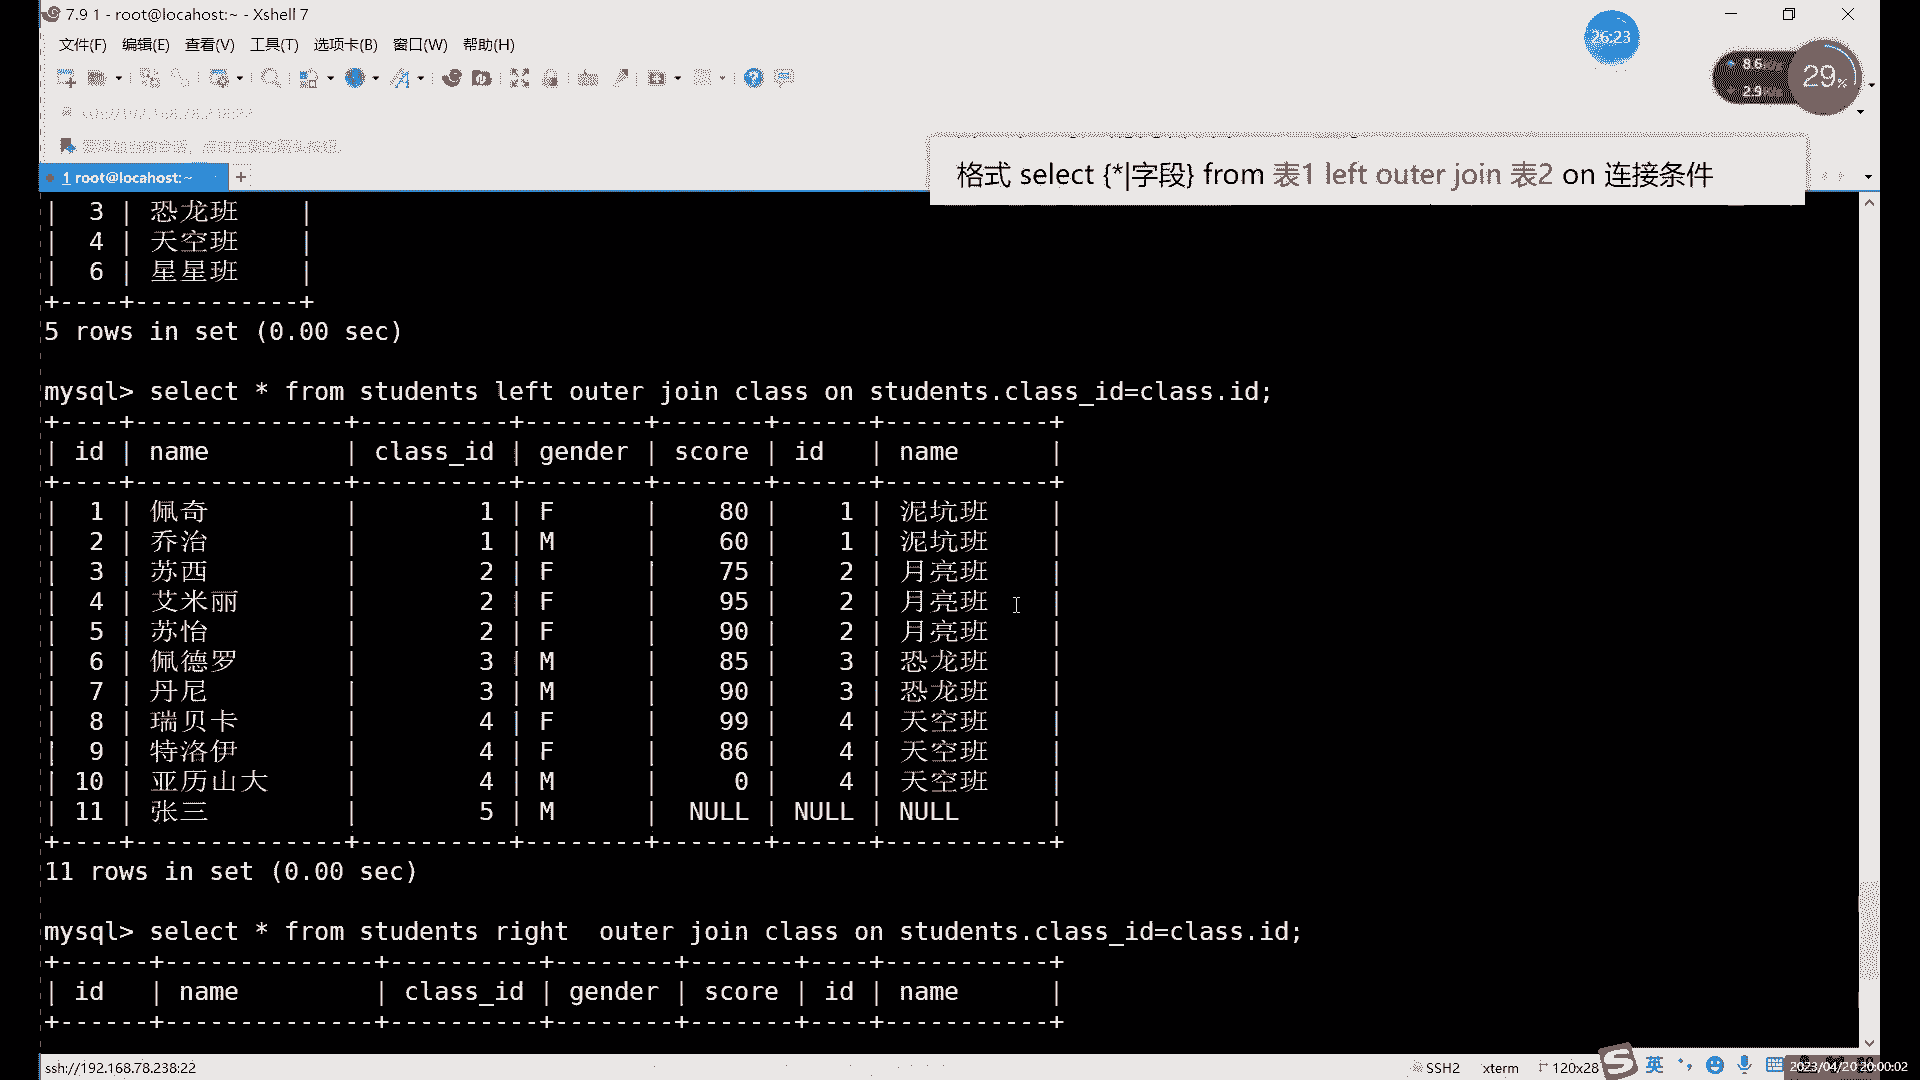 7.9 1 - root@locahost:~ - Xshell 7
文件(F) 编辑(E) 查看(V) 工具(T) 选项卡(B) 窗口(W) 帮助(H)
26:23
8.6
2.9
29%
格式 select {*|字段} from 表1 left outer join 表2 on 连接条件
1 root@locahost:~ +
| 3 | 恐龙班 |
| 4 | 天空班 |
| 6 | 星星班 |
+----+-----------+
5 rows in set (0.00 sec)
mysql> select * from students left outer join class on students.class_id=class.id;
+----+--------------+----------+--------+-------+------+-----------+
| id | name | class_id | gender | score | id | name |
+----+--------------+----------+--------+-------+------+-----------+
| 1 | 佩奇 | 1 | F | 80 | 1 | 泥坑班 |
| 2 | 乔治 | 1 | M | 60 | 1 | 泥坑班 |
| 3 | 苏西 | 2 | F | 75 | 2 | 月亮班 |
| 4 | 艾米丽 | 2 | F | 95 | 2 | 月亮班 |
| 5 | 苏怡 | 2 | F | 90 | 2 | 月亮班 |
| 6 | 佩德罗 | 3 | M | 85 | 3 | 恐龙班 |
| 7 | 丹尼 | 3 | M | 90 | 3 | 恐龙班 |
| 8 | 瑞贝卡 | 4 | F | 99 | 4 | 天空班 |
| 9 | 特洛伊 | 4 | F | 86 | 4 | 天空班 |
| 10 | 亚历山大 | 4 | M | 0 | 4 | 天空班 |
| 11 | 张三 | 5 | M | NULL | NULL | NULL |
+----+--------------+----------+--------+-------+------+-----------+
11 rows in set (0.00 sec)
mysql> select * from students right  outer join class on students.class_id=class.id;
+------+--------------+----------+--------+-------+----+-----------+
| id | name | class_id | gender | score | id | name |
+------+--------------+----------+--------+-------+----+-----------+
ssh://192.168.78.238:22 SSH2 xterm 120x28 英 2023/04/20 20:00:02